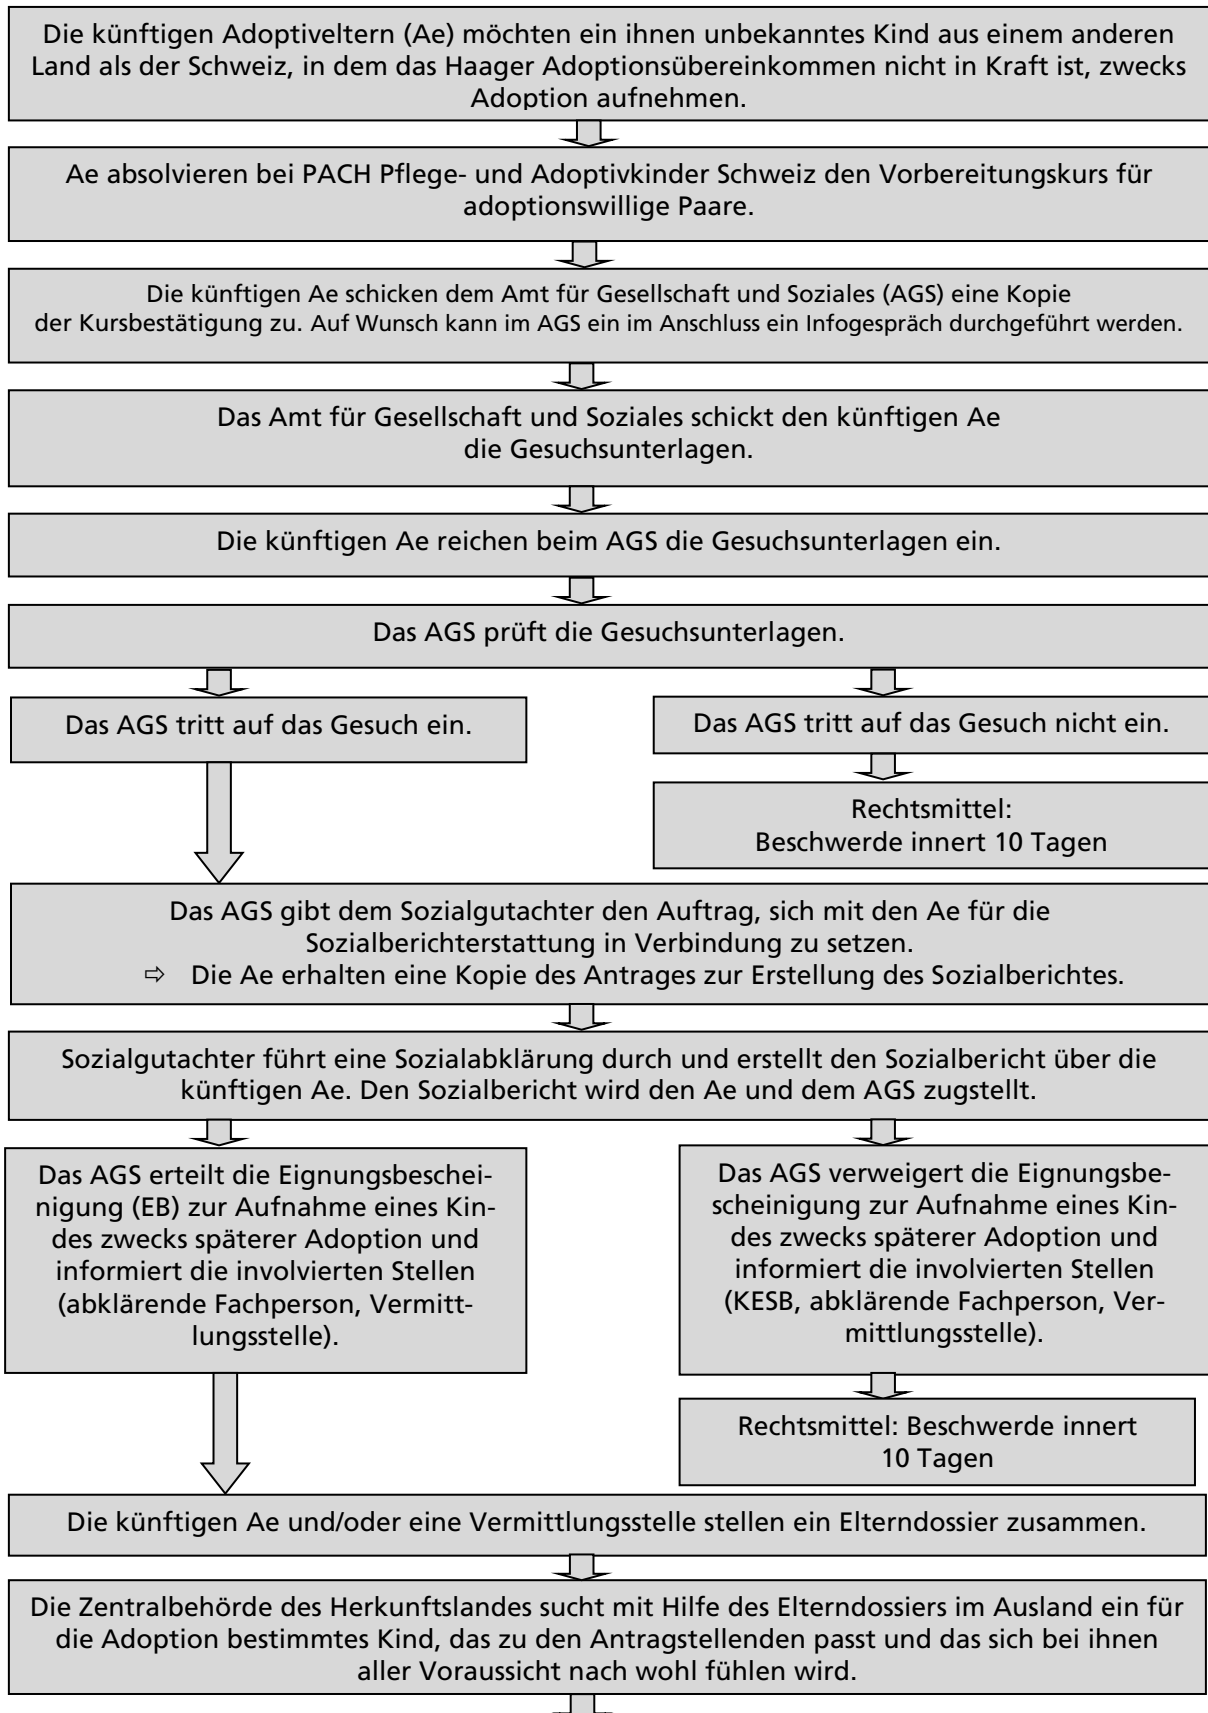 Die künftigen Adoptiveltern (Ae) möchten ein ihnen unbekanntes Kind aus einem anderen
Land als der Schweiz, in dem das Haager Adoptionsübereinkommen nicht in Kraft ist, zwecks
Adoption aufnehmen.
Ae absolvieren bei PACH Pflege- und Adoptivkinder Schweiz den Vorbereitungskurs für
adoptionswillige Paare.
Die künftigen Ae schicken dem Amt für Gesellschaft und Soziales (AGS) eine Kopie
der Kursbestätigung zu. Auf Wunsch kann im AGS ein im Anschluss ein Infogespräch durchgeführt werden.
Das Amt für Gesellschaft und Soziales schickt den künftigen Ae
die Gesuchsunterlagen.
Die künftigen Ae reichen beim AGS die Gesuchsunterlagen ein.
Das AGS prüft die Gesuchsunterlagen.
Das AGS tritt auf das Gesuch ein.
Das AGS tritt auf das Gesuch nicht ein.
Rechtsmittel:
Beschwerde innert 10 Tagen
Das AGS gibt dem Sozialgutachter den Auftrag, sich mit den Ae für die
Sozialberichterstattung in Verbindung zu setzen.
⇨ Die Ae erhalten eine Kopie des Antrages zur Erstellung des Sozialberichtes.
Sozialgutachter führt eine Sozialabklärung durch und erstellt den Sozialbericht über die
künftigen Ae. Den Sozialbericht wird den Ae und dem AGS zugstellt.
Das AGS erteilt die Eignungsbeschei-
nigung (EB) zur Aufnahme eines Kin-
des zwecks späterer Adoption und
informiert die involvierten Stellen
(abklärende Fachperson, Vermitt-
lungsstelle).
Das AGS verweigert die Eignungsbe-
scheinigung zur Aufnahme eines Kin-
des zwecks späterer Adoption und
informiert die involvierten Stellen
(KESB, abklärende Fachperson, Ver-
mittlungsstelle).
Rechtsmittel: Beschwerde innert
10 Tagen
Die künftigen Ae und/oder eine Vermittlungsstelle stellen ein Elterndossier zusammen.
Die Zentralbehörde des Herkunftslandes sucht mit Hilfe des Elterndossiers im Ausland ein für
die Adoption bestimmtes Kind, das zu den Antragstellenden passt und das sich bei ihnen
aller Voraussicht nach wohl fühlen wird.